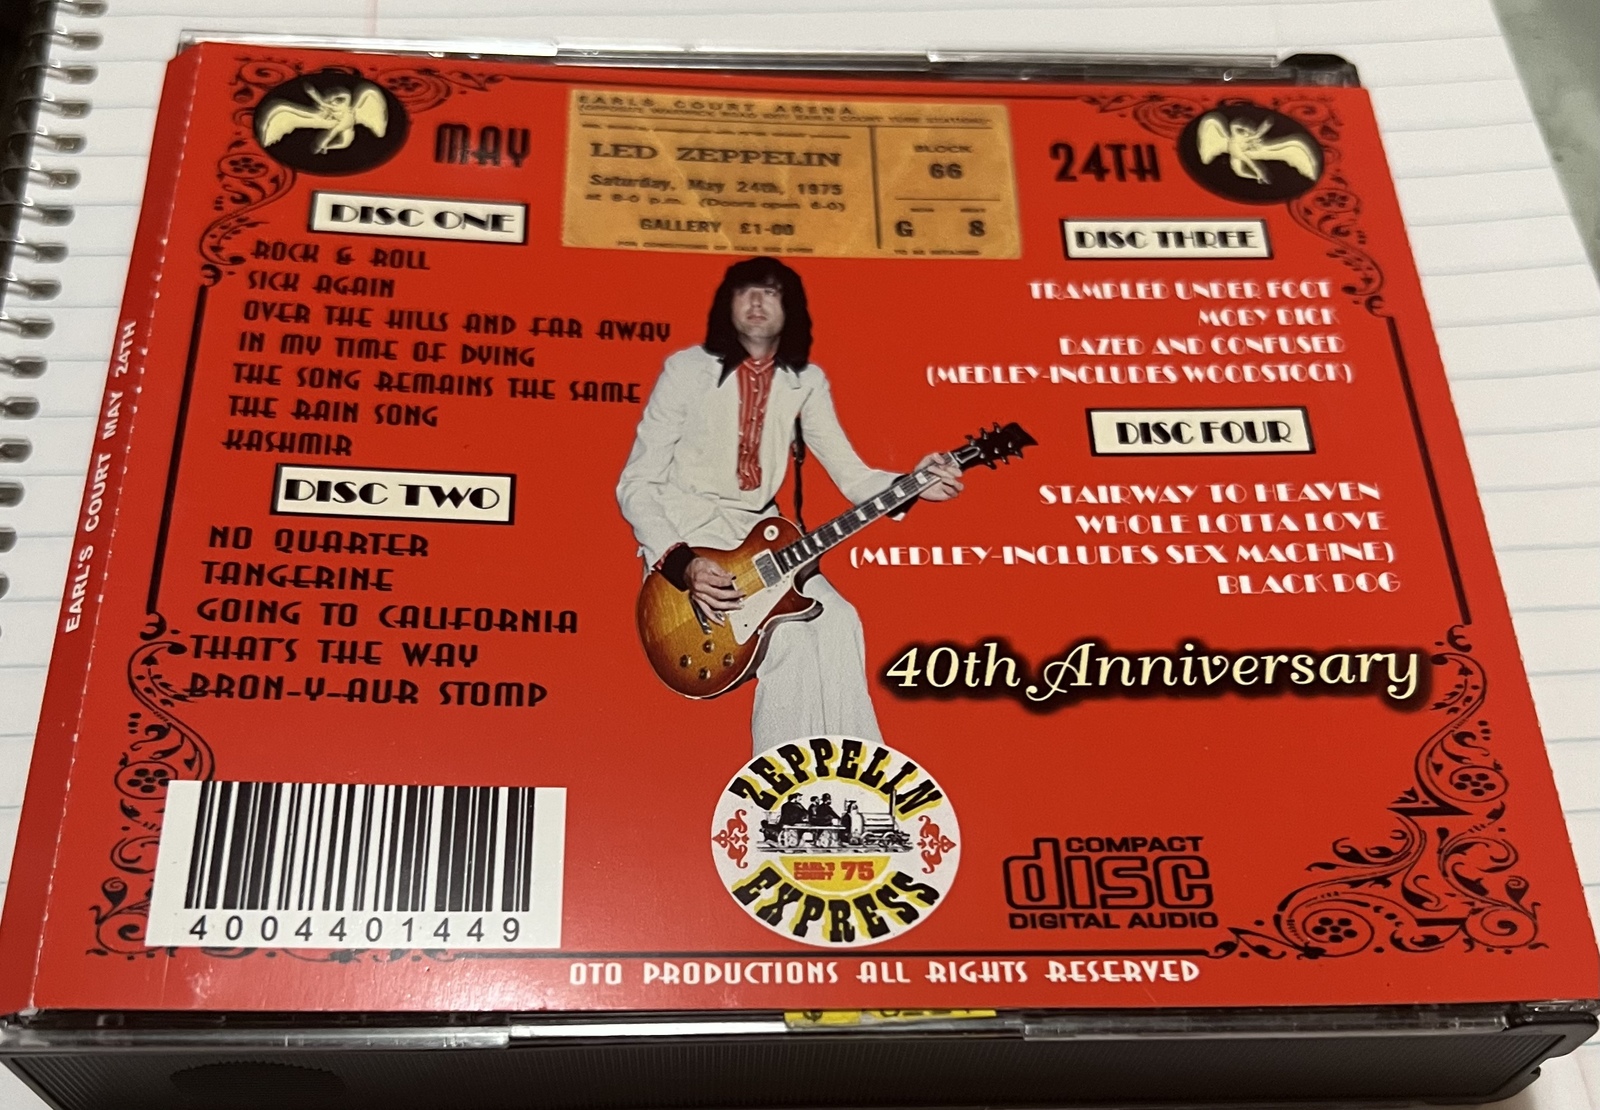 EARL'S COURT MAY 24TH
MAY
24TH
EARLS COURT ARENA
LED ZEPPELIN
Saturday, May 24th, 1975
GALLERY £1-00
BLOCK
66
G 8
TO BE RETAINED
DISC ONE
ROCK & ROLL
SICK AGAIN
OVER THE HILLS AND FAR AWAY
IN MY TIME OF DYING
THE SONG REMAINS THE SAME
THE RAIN SONG
KASHMIR
DISC TWO
NO QUARTER
TANGERINE
GOING TO CALIFORNIA
THAT'S THE WAY
BRON-Y-AUR STOMP
DISC THREE
TRAMPLED UNDER FOOT
MOBY DICK
DAZED AND CONFUSED
(MEDLEY-INCLUDES WOODSTOCK)
DISC FOUR
STAIRWAY TO HEAVEN
WHOLE LOTTA LOVE
(MEDLEY-INCLUDES SEX MACHINE)
BLACK DOG
40th Anniversary
4004401449
ZEPPELIN
EARL'S
COURT 75
EXPRESS
COMPACT
disc
DIGITAL AUDIO
OTO PRODUCTIONS ALL RIGHTS RESERVED